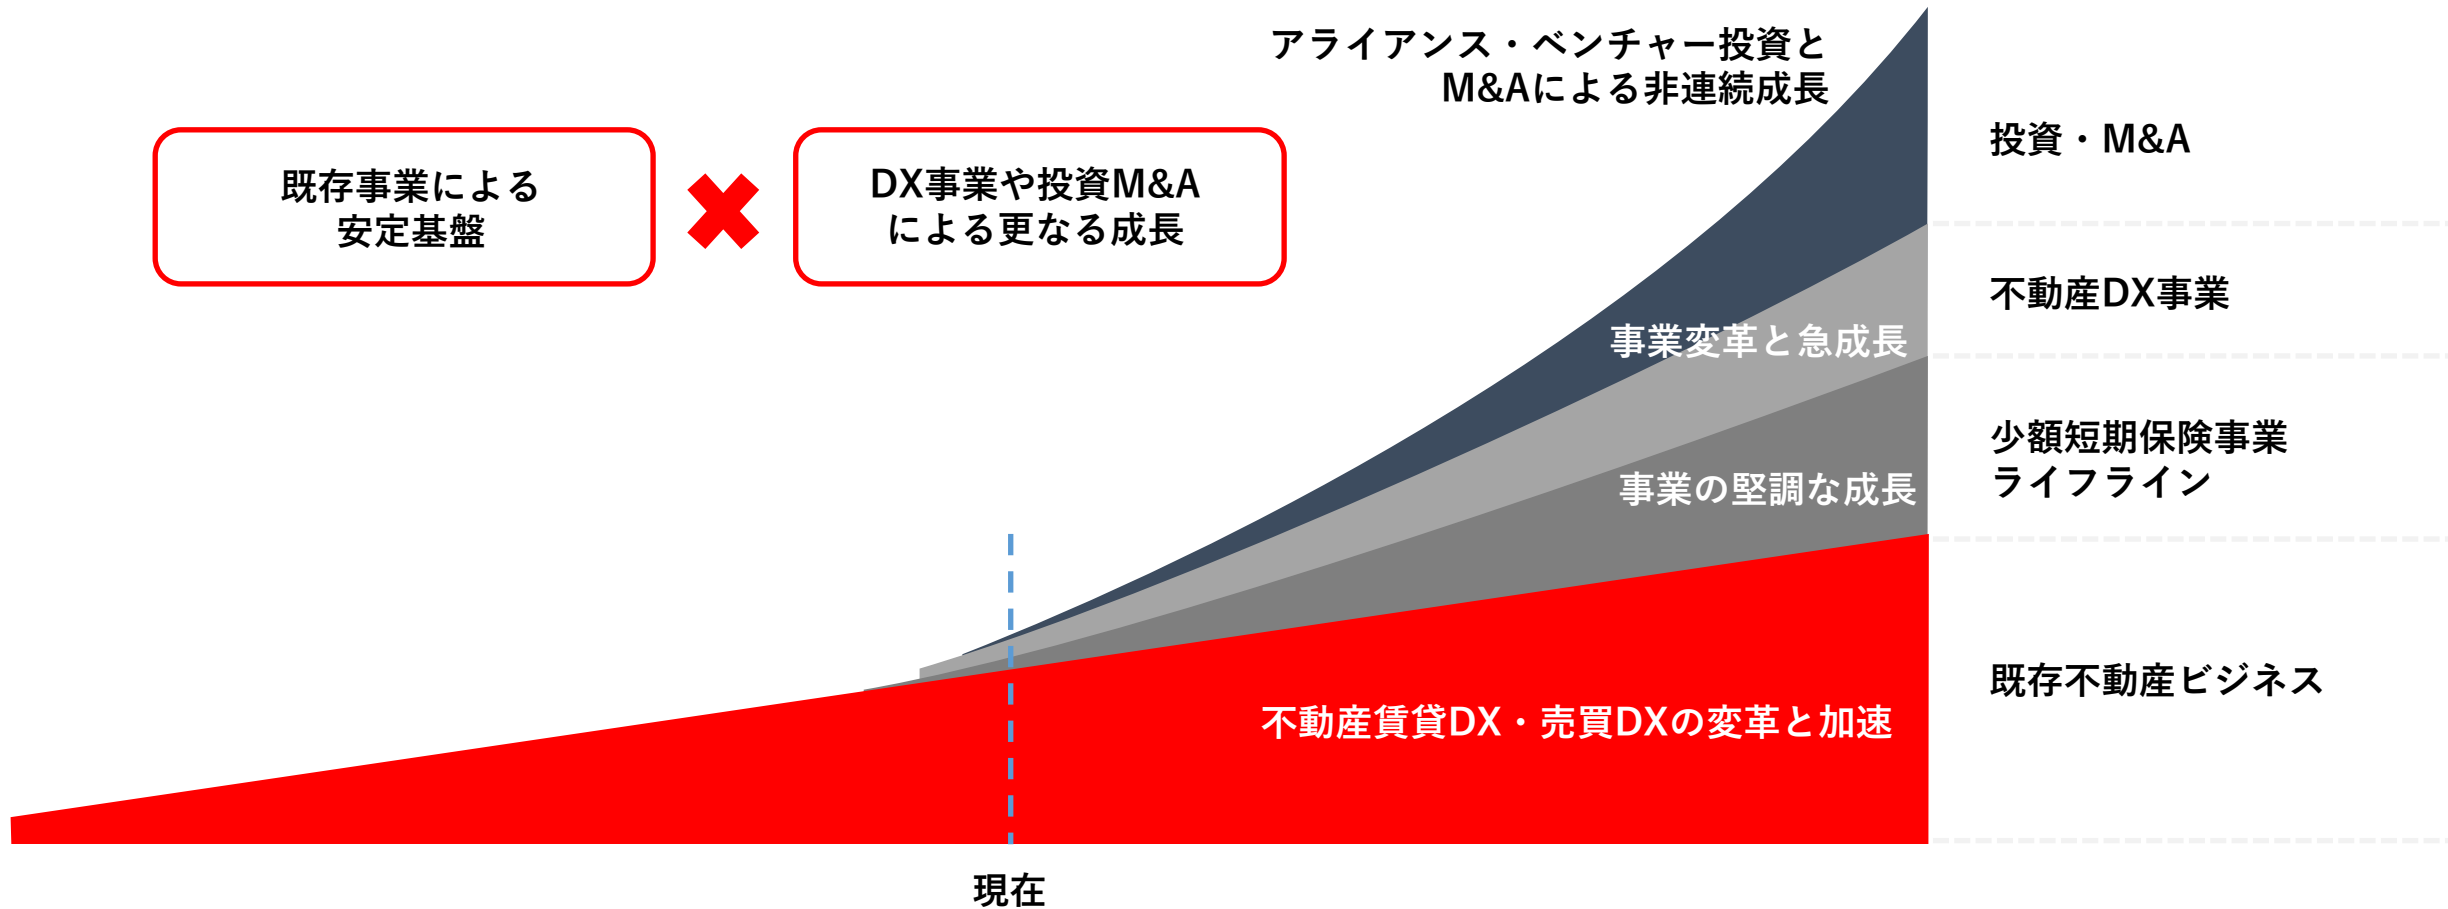 アライアンス・ベンチャー投資と
M&Aによる非連続成長
既存事業による
安定基盤
DX事業や投資M&A
による更なる成長
投資・M&A
不動産DX事業
事業変革と急成長
少額短期保険事業
ライフライン
事業の堅調な成長
既存不動産ビジネス
不動産賃貸DX・売買DXの変革と加速
現在